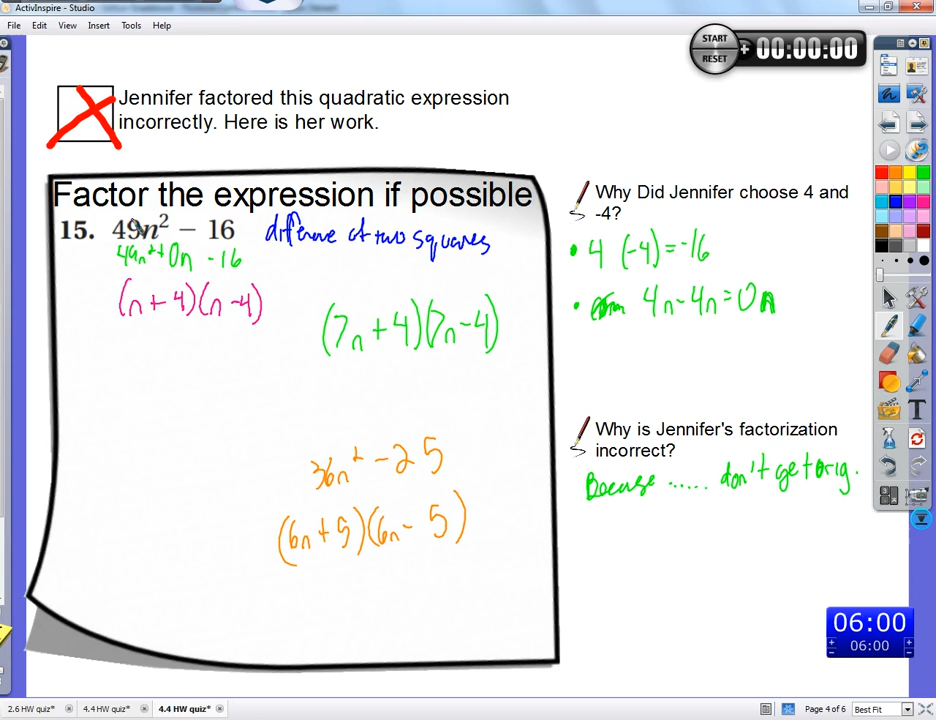 ActivInspire - Studio
File Edit View Insert Tools Help
START
RESET
+ 00:00:00
Jennifer factored this quadratic expression
incorrectly. Here is her work.
Factor the expression if possible
15. 49n² − 16
difference of two squares
49n² + 0n - 16
(n + 4)(n - 4)
(7n + 4)(7n - 4)
36n² - 25
(6n + 5)(6n - 5)
Why Did Jennifer choose 4 and
-4?
• 4 (-4) = -16
• 4n - 4n = 0n
Why is Jennifer's factorization
incorrect?
Because ...... don't get orig.
06:00
06:00
2.6 HW quiz* 4.4 HW quiz* 4.4 HW quiz*
Page 4 of 6
Best Fit